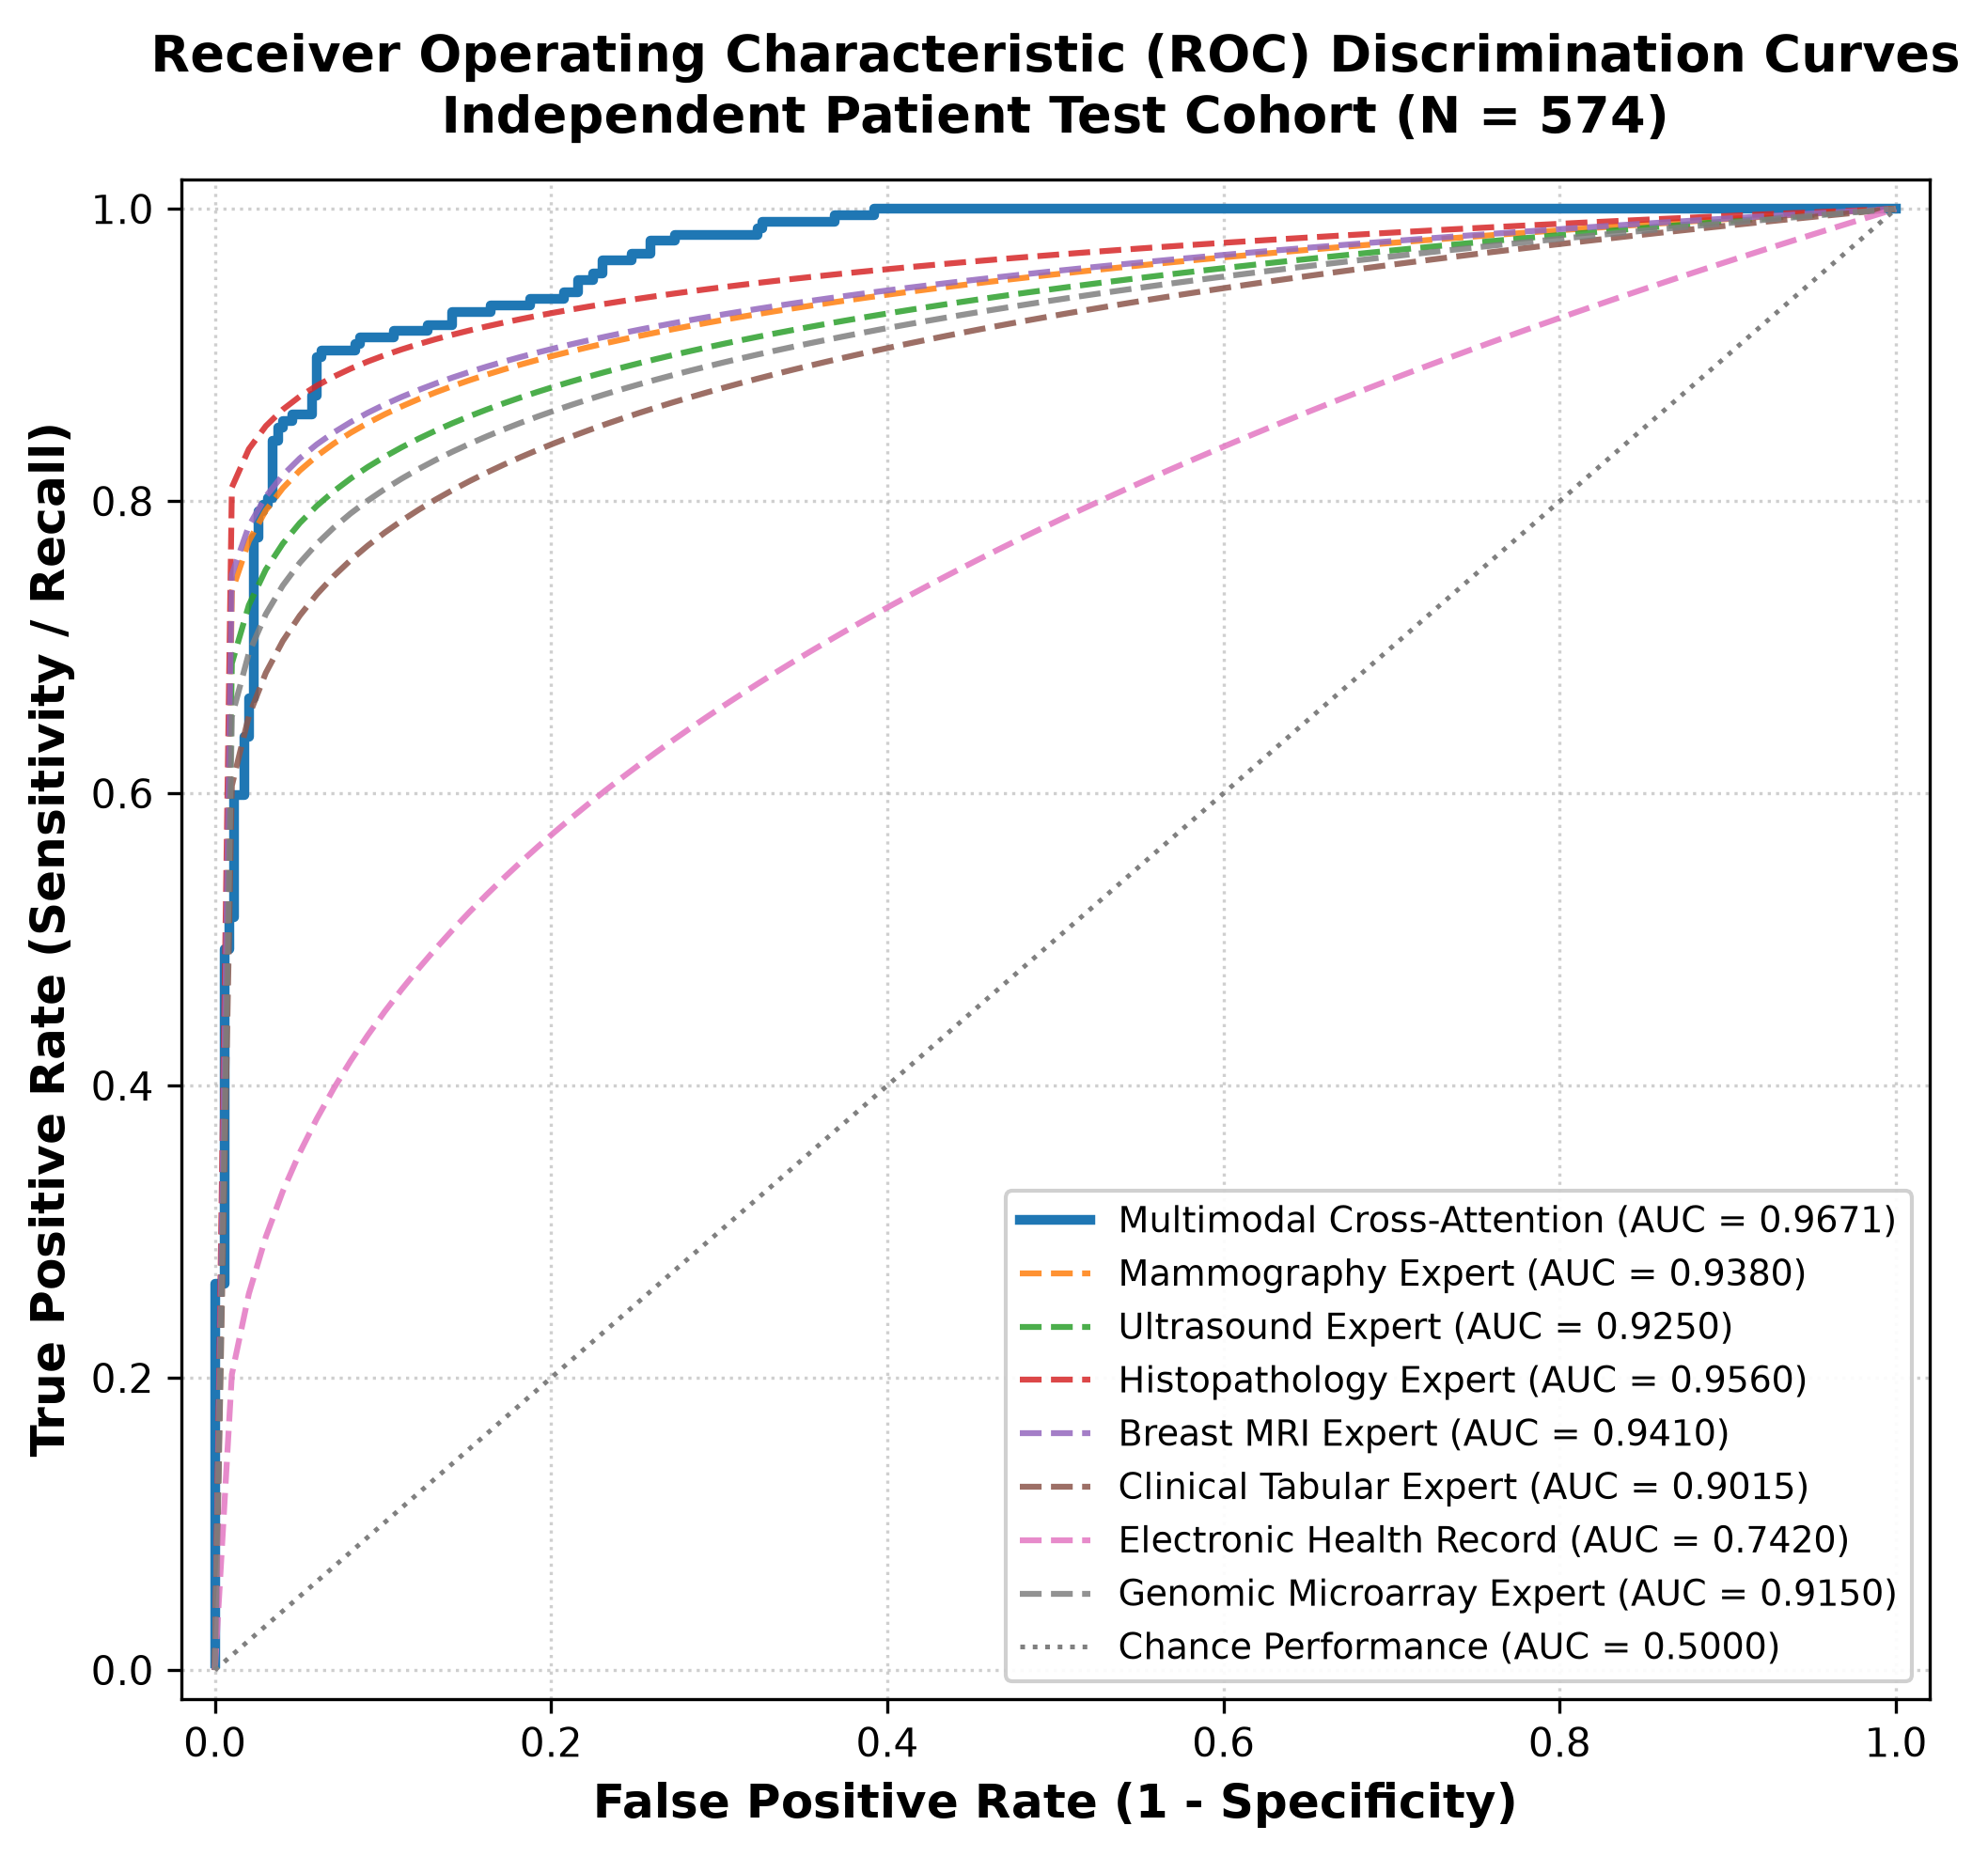 Receiver Operating Characteristic (ROC) Discrimination Curves
Independent Patient Test Cohort (N = 574)
True Positive Rate (Sensitivity / Recall)
1.0
0.8
0.6
0.4
0.2
0.0
Multimodal Cross-Attention (AUC = 0.9671)
Mammography Expert (AUC = 0.9380)
Ultrasound Expert (AUC = 0.9250)
Histopathology Expert (AUC = 0.9560)
Breast MRI Expert (AUC = 0.9410)
Clinical Tabular Expert (AUC = 0.9015)
Electronic Health Record (AUC = 0.7420)
Genomic Microarray Expert (AUC = 0.9150)
Chance Performance (AUC = 0.5000)
0.0 0.2 0.4 0.6 0.8 1.0
False Positive Rate (1 - Specificity)